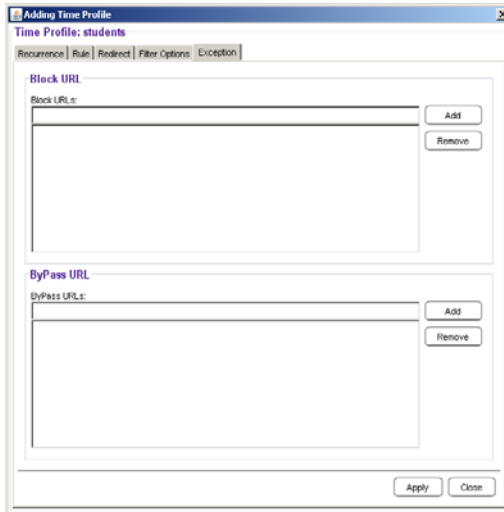 Adding Time Profile
Time Profile: students
Recurrence Rule Redirect Filter Options Exception
Block URL
Block URLs:
Add
Remove
ByPass URL
ByPass URLs:
Add
Remove
Apply Close